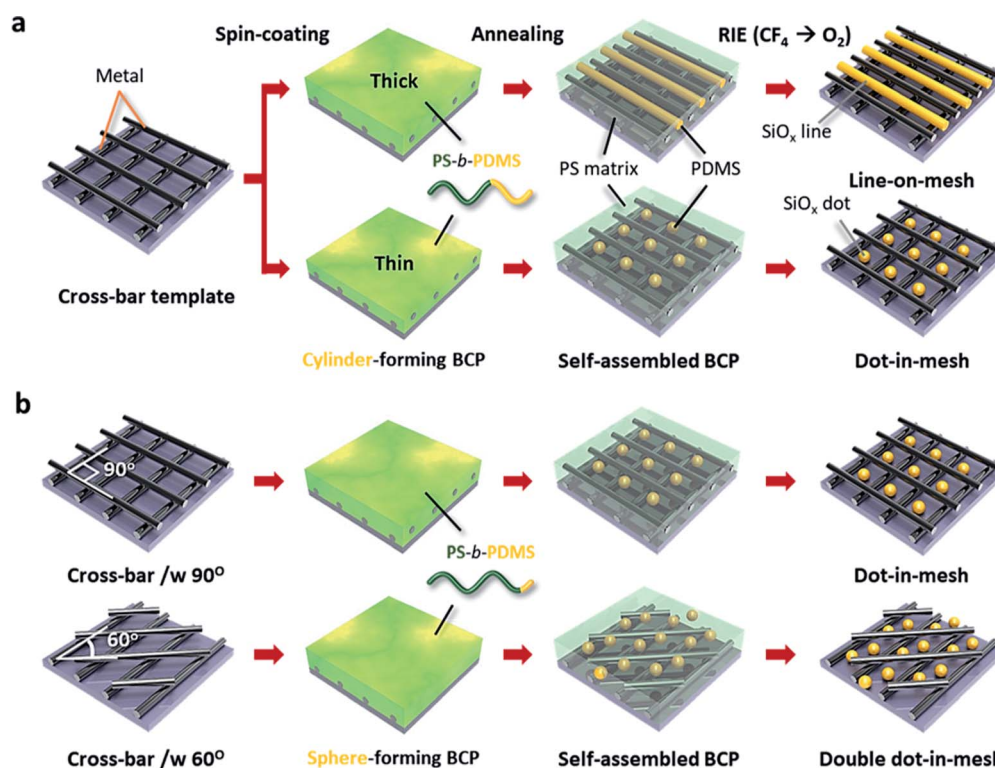 a
Spin-coating
Annealing
RIE (CF₄ → O₂)
Metal
Thick
SiOₓ line
PS-b-PDMS
PS matrix
PDMS
Line-on-mesh
SiOₓ dot
Thin
Cross-bar template
Cylinder-forming BCP
Self-assembled BCP
Dot-in-mesh
b
90°
PS-b-PDMS
Cross-bar /w 90⁰
Dot-in-mesh
60°
Cross-bar /w 60⁰
Sphere-forming BCP
Self-assembled BCP
Double dot-in-mesh